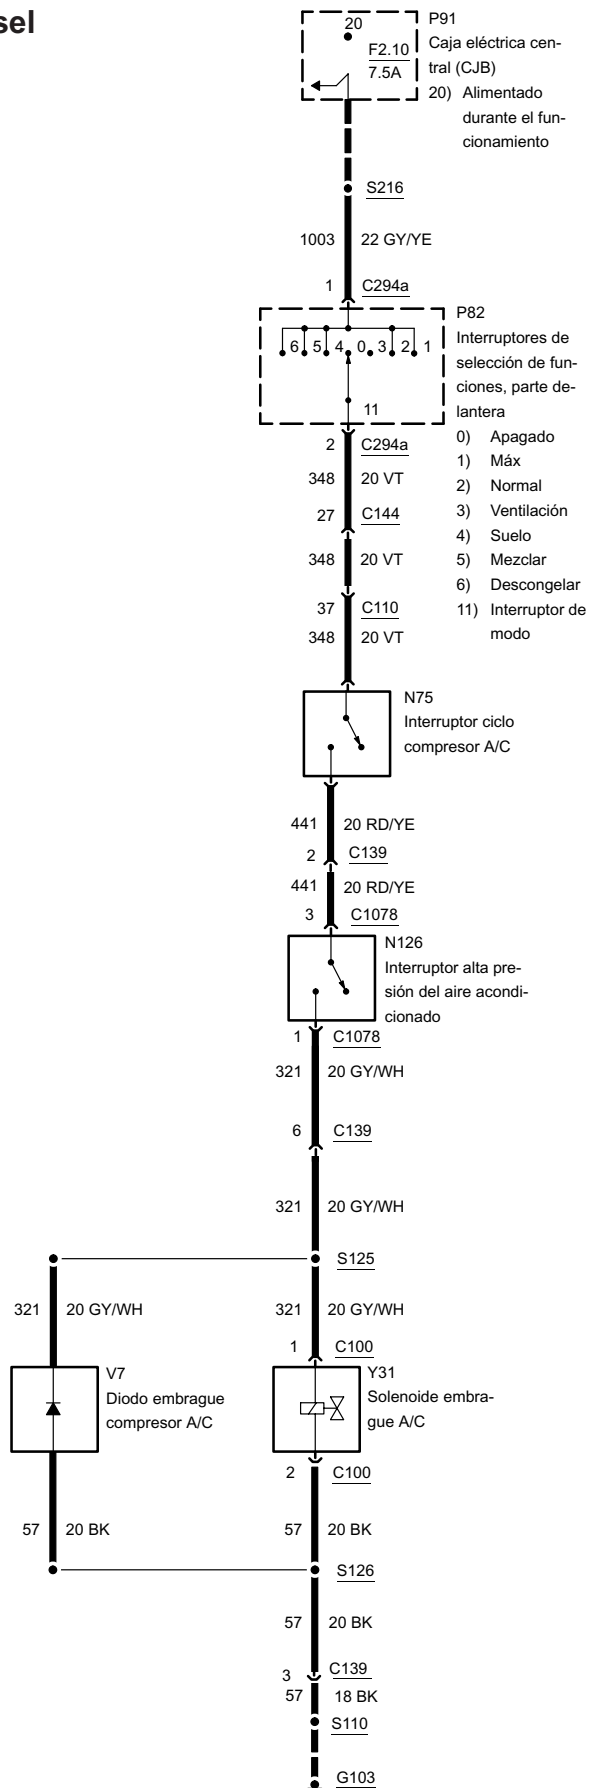 sel
20
F2.10
7.5A
P91
Caja eléctrica cen-
tral (CJB)
20) Alimentado
durante el fun-
cionamiento
S216
1003 22 GY/YE
1 C294a
P82
Interruptores de
selección de fun-
ciones, parte de-
lantera
0) Apagado
1) Máx
2) Normal
3) Ventilación
4) Suelo
5) Mezclar
6) Descongelar
11) Interruptor de
modo
6 5 4 0 3 2 1
11
2 C294a
348 20 VT
27 C144
348 20 VT
37 C110
348 20 VT
N75
Interruptor ciclo
compresor A/C
441 20 RD/YE
2 C139
441 20 RD/YE
3 C1078
N126
Interruptor alta pre-
sión del aire acondi-
cionado
1 C1078
321 20 GY/WH
6 C139
321 20 GY/WH
S125
321 20 GY/WH 321 20 GY/WH
1 C100
V7
Diodo embrague
compresor A/C
Y31
Solenoide embra-
gue A/C
2 C100
57 20 BK 57 20 BK
S126
57 20 BK
3 C139
57 18 BK
S110
G103